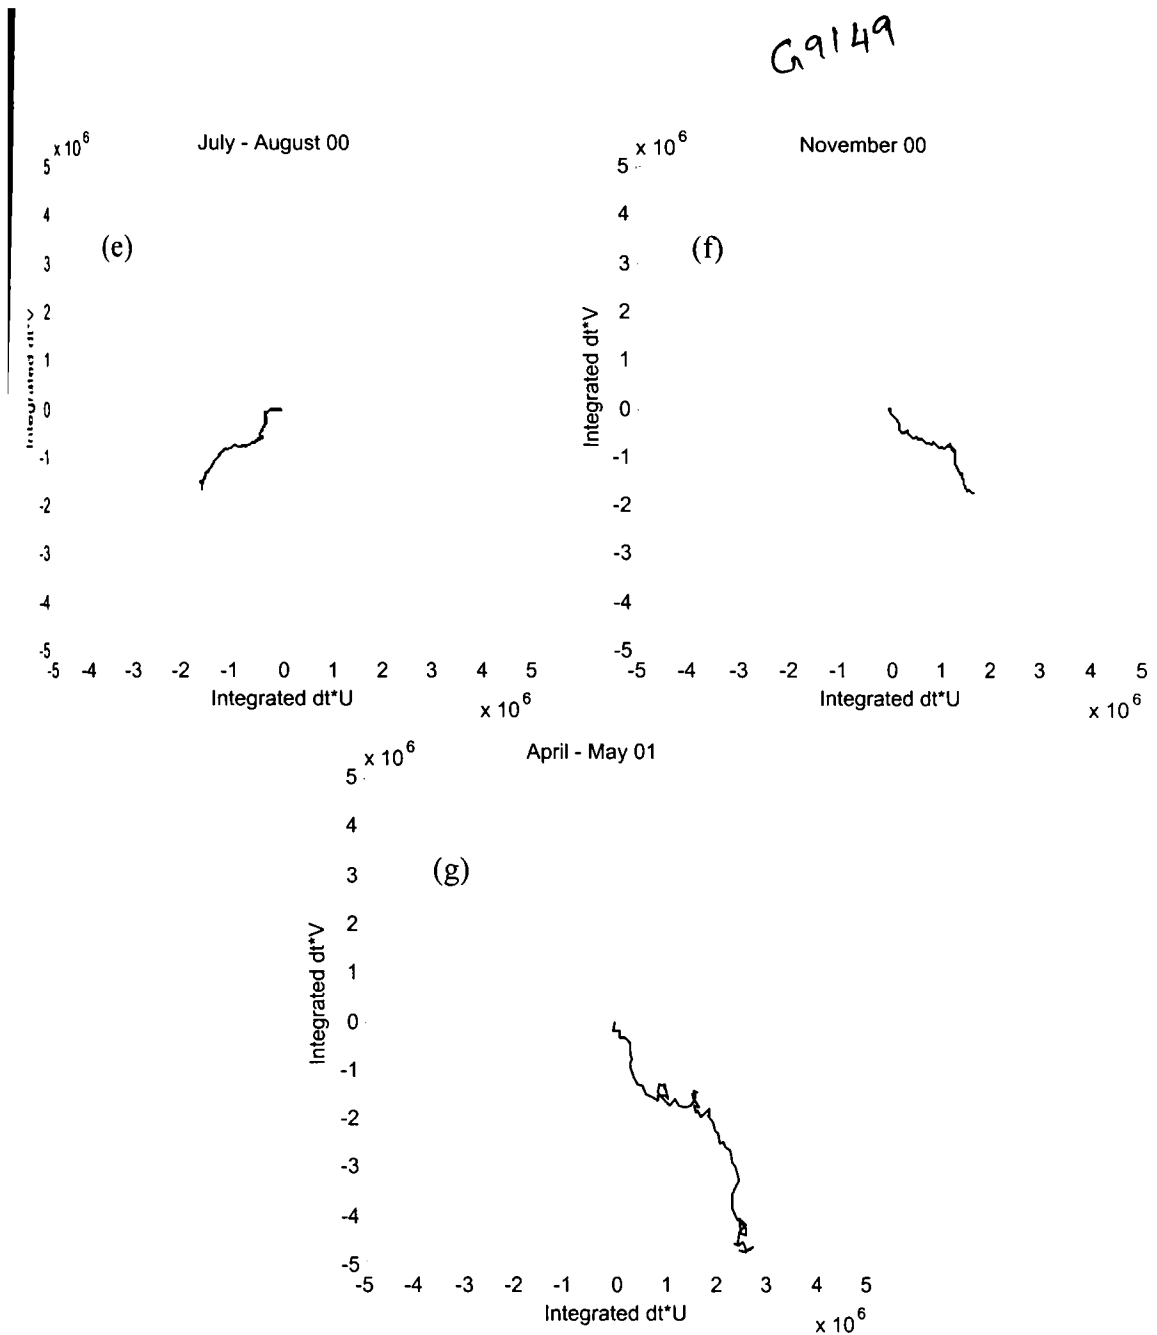 G9149
July - August 00
x 10^6
5
4
(e)
3
2
1
0
-1
-2
-3
-4
-5
-5 -4 -3 -2 -1 0 1 2 3 4 5
Integrated dt*U
x 10^6
November 00
x 10^6
5
4
(f)
3
2
1
0
-1
-2
-3
-4
-5
Integrated dt*V
-5 -4 -3 -2 -1 0 1 2 3 4 5
Integrated dt*U
x 10^6
April - May 01
x 10^6
5
4
(g)
3
2
1
0
-1
-2
-3
-4
-5
Integrated dt*V
-5 -4 -3 -2 -1 0 1 2 3 4 5
Integrated dt*U
x 10^6